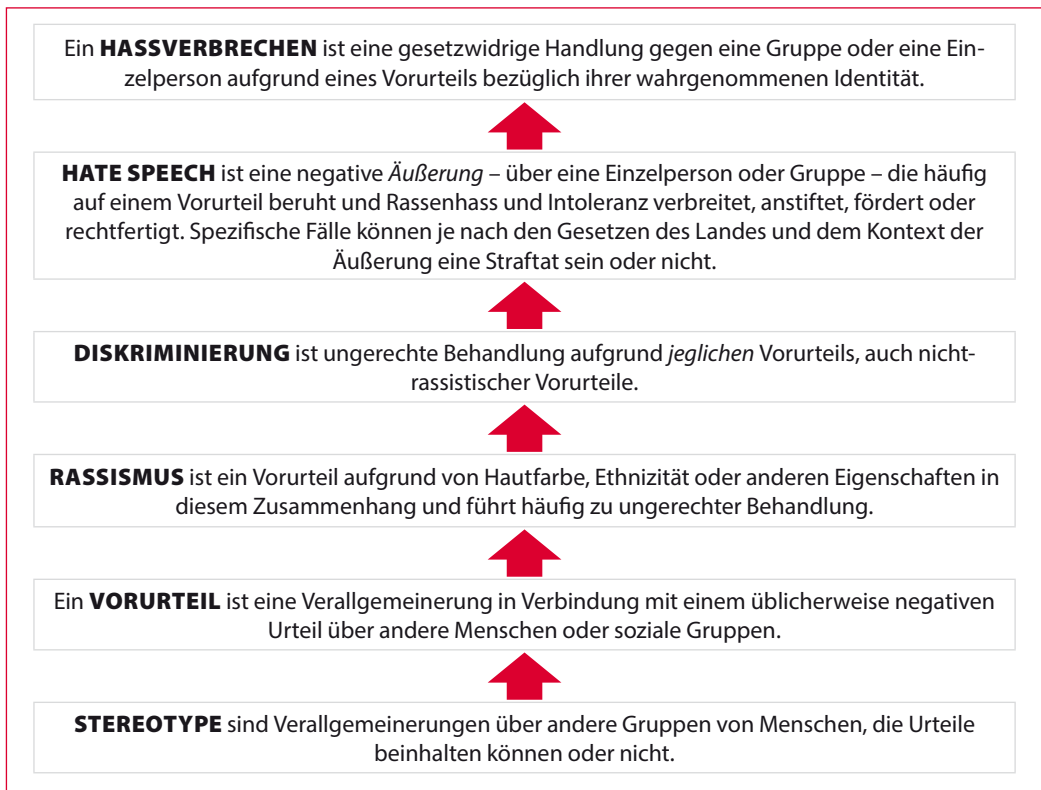 Ein HASSVERBRECHEN ist eine gesetzwidrige Handlung gegen eine Gruppe oder eine Ein-
zelperson aufgrund eines Vorurteils bezüglich ihrer wahrgenommenen Identität.
HATE SPEECH ist eine negative Äußerung – über eine Einzelperson oder Gruppe – die häufig
auf einem Vorurteil beruht und Rassenhass und Intoleranz verbreitet, anstiftet, fördert oder
rechtfertigt. Spezifische Fälle können je nach den Gesetzen des Landes und dem Kontext der
Äußerung eine Straftat sein oder nicht.
DISKRIMINIERUNG ist ungerechte Behandlung aufgrund jeglichen Vorurteils, auch nicht-
rassistischer Vorurteile.
RASSISMUS ist ein Vorurteil aufgrund von Hautfarbe, Ethnizität oder anderen Eigenschaften in
diesem Zusammenhang und führt häufig zu ungerechter Behandlung.
Ein VORURTEIL ist eine Verallgemeinerung in Verbindung mit einem üblicherweise negativen
Urteil über andere Menschen oder soziale Gruppen.
STEREOTYPE sind Verallgemeinerungen über andere Gruppen von Menschen, die Urteile
beinhalten können oder nicht.